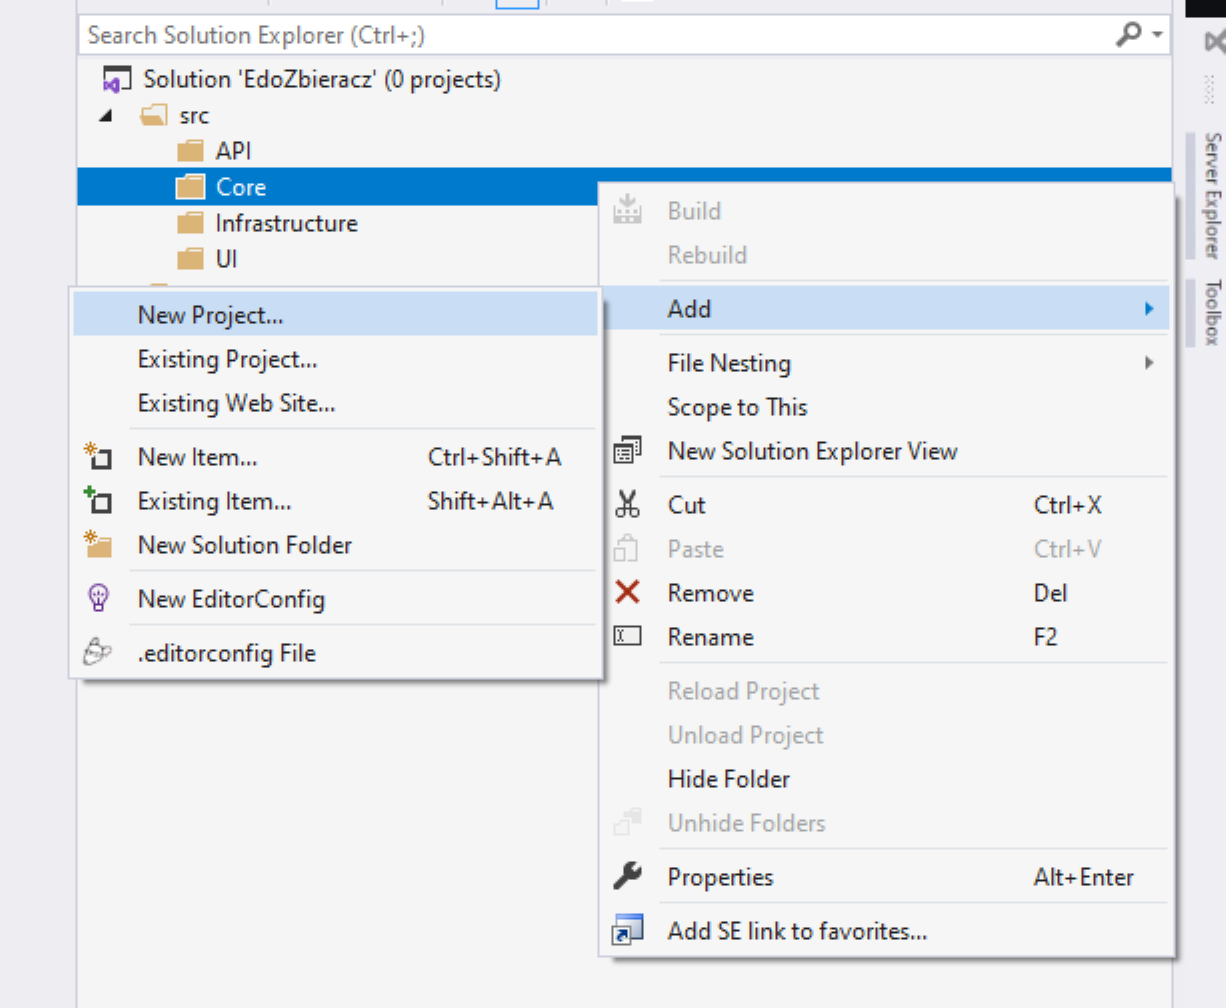 Search Solution Explorer (Ctrl+;)
Solution 'EdoZbieracz' (0 projects)
src
API
Core
Infrastructure
UI
Build
Rebuild
Add
File Nesting
Scope to This
New Solution Explorer View
Cut Ctrl+X
Paste Ctrl+V
Remove Del
Rename F2
Reload Project
Unload Project
Hide Folder
Unhide Folders
Properties Alt+Enter
Add SE link to favorites...
New Project...
Existing Project...
Existing Web Site...
New Item... Ctrl+Shift+A
Existing Item... Shift+Alt+A
New Solution Folder
New EditorConfig
.editorconfig File
Server Explorer
Toolbox